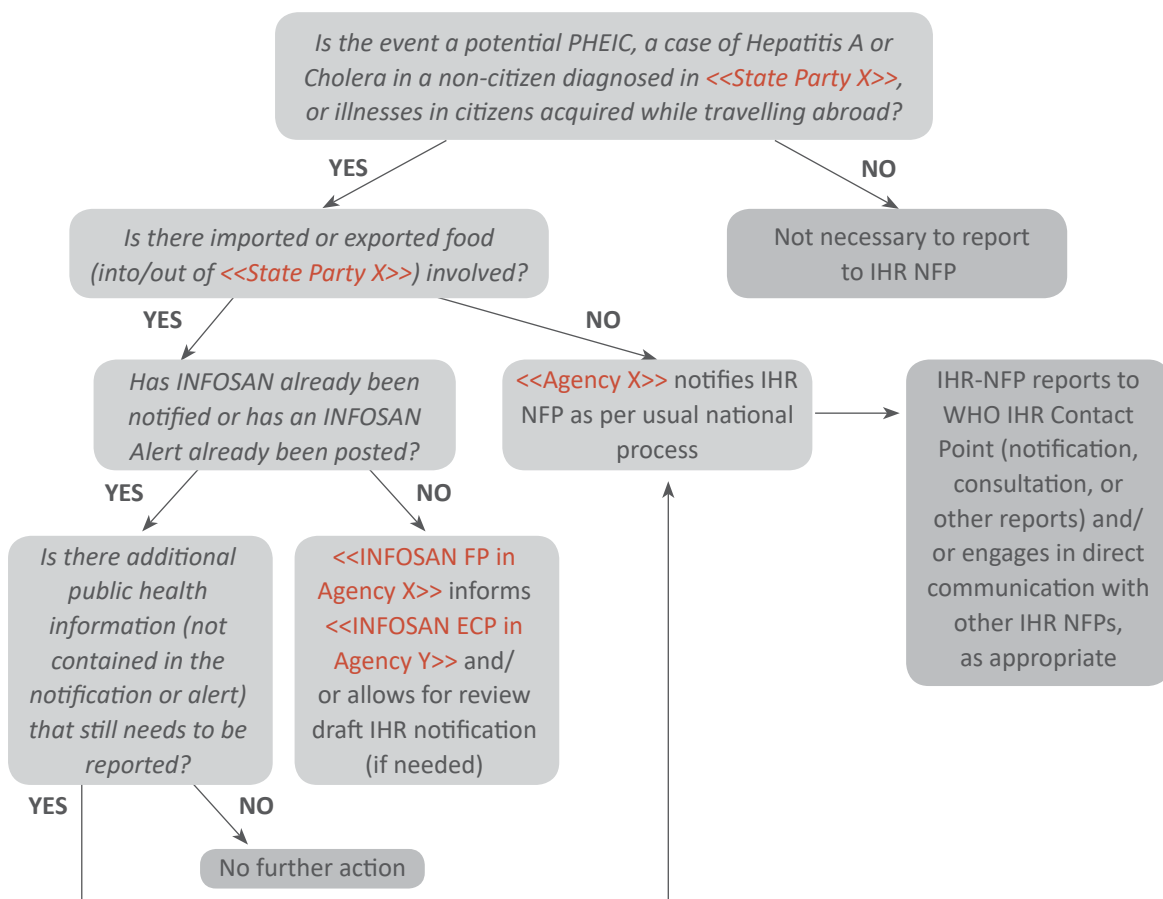 Is the event a potential PHEIC, a case of Hepatitis A or
Cholera in a non-citizen diagnosed in <<State Party X>>,
or illnesses in citizens acquired while travelling abroad?
YES
NO
Is there imported or exported food
(into/out of <<State Party X>>) involved?
Not necessary to report
to IHR NFP
YES
NO
Has INFOSAN already been
notified or has an INFOSAN
Alert already been posted?
<<Agency X>> notifies IHR
NFP as per usual national
process
IHR-NFP reports to
WHO IHR Contact
Point (notification,
consultation, or
other reports) and/
or engages in direct
communication with
other IHR NFPs,
as appropriate
YES
NO
Is there additional
public health
information (not
contained in the
notification or alert)
that still needs to be
reported?
<<INFOSAN FP in
Agency X>> informs
<<INFOSAN ECP in
Agency Y>> and/
or allows for review
draft IHR notification
(if needed)
YES
NO
No further action